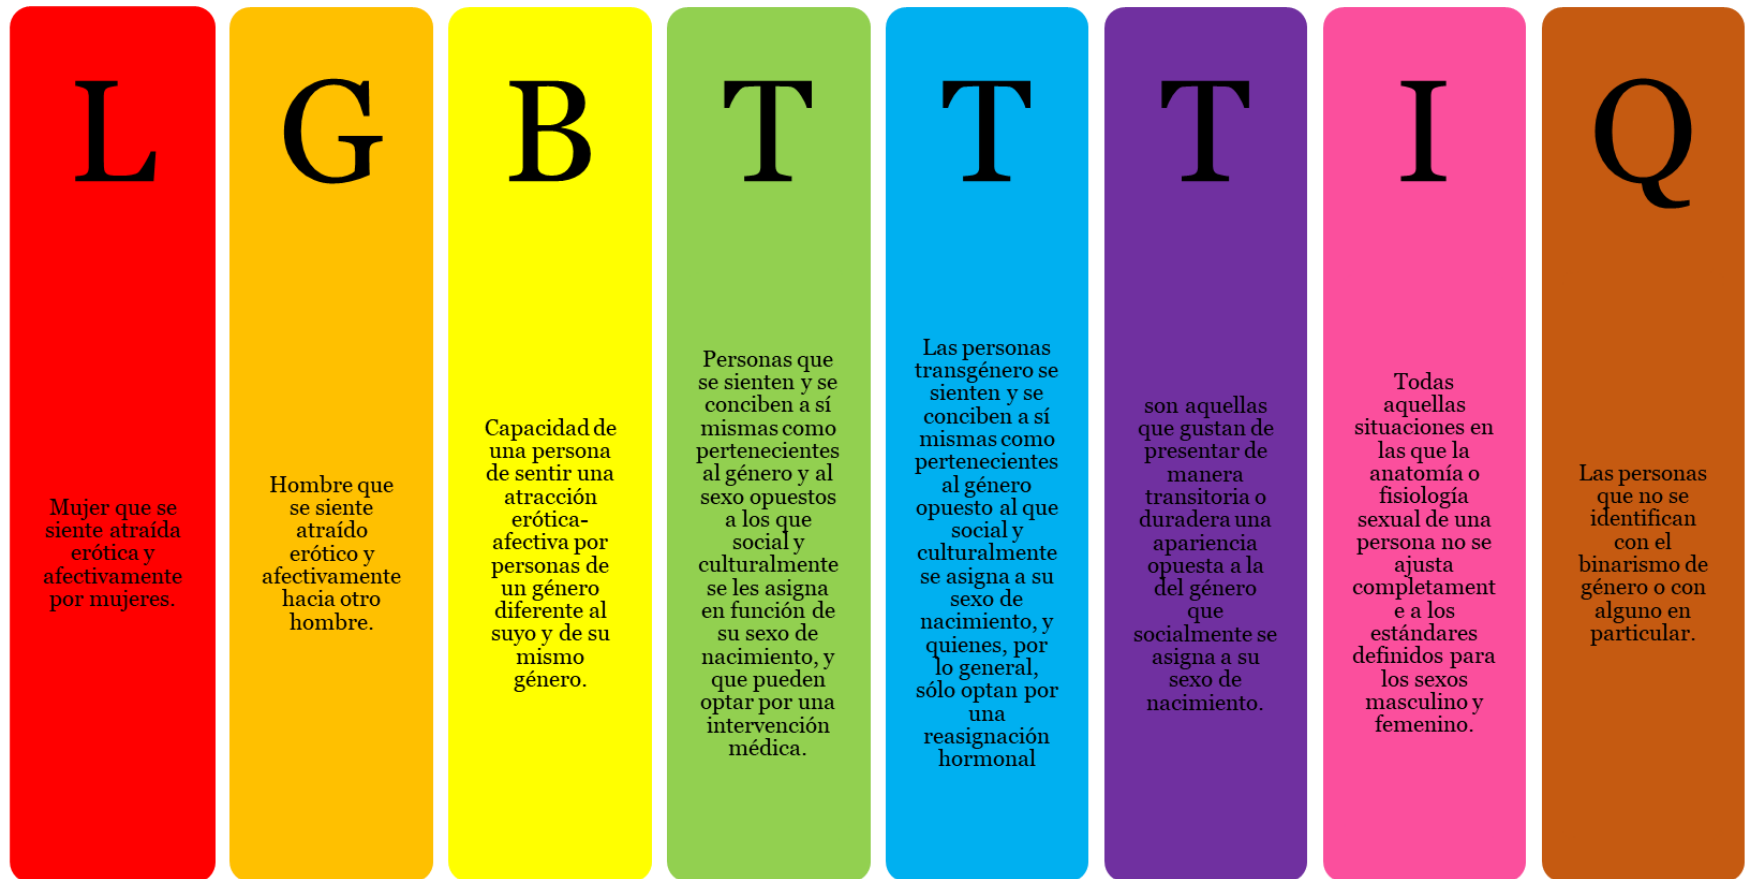 L
Mujer que se
siente atraída
erótica y
afectivamente
por mujeres.
G
Hombre que
se siente
atraído
erótico y
afectivamente
hacia otro
hombre.
B
Capacidad de
una persona
de sentir una
atracción
erótica-
afectiva por
personas de
un género
diferente al
suyo y de su
mismo
género.
T
Personas que
se sienten y se
conciben a sí
mismas como
pertenecientes
al género y al
sexo opuestos
a los que
social y
culturalmente
se les asigna
en función de
su sexo de
nacimiento, y
que pueden
optar por una
intervención
médica.
T
Las personas
transgénero se
sienten y se
conciben a sí
mismas como
pertenecientes
al género
opuesto al que
social y
culturalmente
se asigna a su
sexo de
nacimiento, y
quienes, por
lo general,
sólo optan por
una
reasignación
hormonal
T
son aquellas
que gustan de
presentar de
manera
transitoria o
duradera una
apariencia
opuesta a la
del género
que
socialmente se
asigna a su
sexo de
nacimiento.
I
Todas
aquellas
situaciones en
las que la
anatomía o
fisiología
sexual de una
persona no se
ajusta
completament
e a los
estándares
definidos para
los sexos
masculino y
femenino.
Q
Las personas
que no se
identifican
con el
binarismo de
género o con
alguno en
particular.